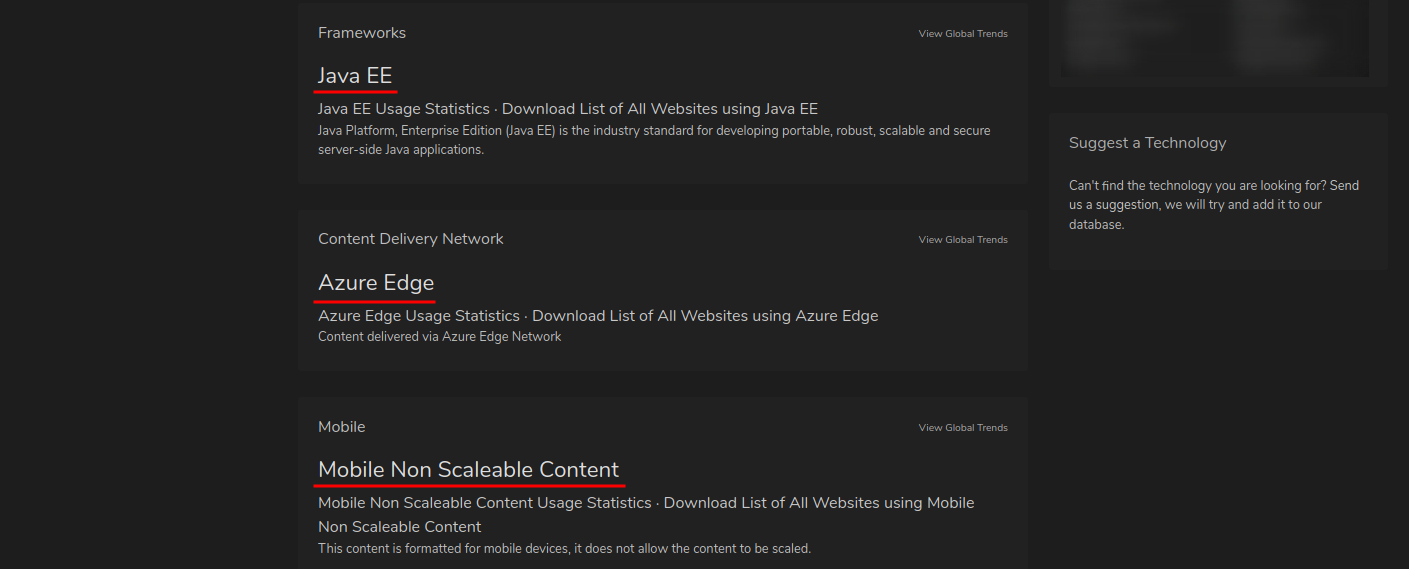 Frameworks
View Global Trends
Java EE
Java EE Usage Statistics · Download List of All Websites using Java EE
Java Platform, Enterprise Edition (Java EE) is the industry standard for developing portable, robust, scalable and secure
server-side Java applications.
Content Delivery Network
View Global Trends
Azure Edge
Azure Edge Usage Statistics · Download List of All Websites using Azure Edge
Content delivered via Azure Edge Network
Mobile
View Global Trends
Mobile Non Scaleable Content
Mobile Non Scaleable Content Usage Statistics · Download List of All Websites using Mobile
Non Scaleable Content
This content is formatted for mobile devices, it does not allow the content to be scaled.
Suggest a Technology
Can't find the technology you are looking for? Send
us a suggestion, we will try and add it to our
database.